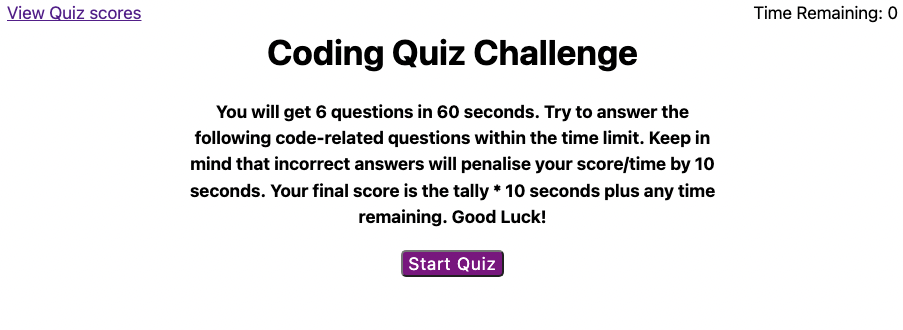 View Quiz scores
Time Remaining: 0
Coding Quiz Challenge
You will get 6 questions in 60 seconds. Try to answer the
following code-related questions within the time limit. Keep in
mind that incorrect answers will penalise your score/time by 10
seconds. Your final score is the tally * 10 seconds plus any time
remaining. Good Luck!
Start Quiz